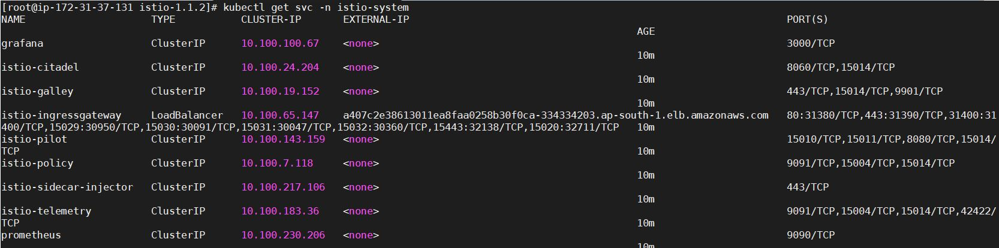 [root@ip-172-31-37-131 istio-1.1.2]# kubectl get svc -n istio-system
NAME TYPE CLUSTER-IP EXTERNAL-IP PORT(S)
AGE
grafana ClusterIP 10.100.100.67 <none> 3000/TCP
10m
istio-citadel ClusterIP 10.100.24.204 <none> 8060/TCP,15014/TCP
10m
istio-galley ClusterIP 10.100.19.152 <none> 443/TCP,15014/TCP,9901/TCP
10m
istio-ingressgateway LoadBalancer 10.100.65.147 a407c2e38613011ea8faa0258b30f0ca-334334203.ap-south-1.elb.amazonaws.com 80:31380/TCP,443:31390/TCP,31400:31
400/TCP,15029:30950/TCP,15030:30091/TCP,15031:30047/TCP,15032:30360/TCP,15443:32138/TCP,15020:32711/TCP 10m
istio-pilot ClusterIP 10.100.143.159 <none> 15010/TCP,15011/TCP,8080/TCP,15014/
TCP 10m
istio-policy ClusterIP 10.100.7.118 <none> 9091/TCP,15004/TCP,15014/TCP
10m
istio-sidecar-injector ClusterIP 10.100.217.106 <none> 443/TCP
10m
istio-telemetry ClusterIP 10.100.183.36 <none> 9091/TCP,15004/TCP,15014/TCP,42422/
TCP 10m
prometheus ClusterIP 10.100.230.206 <none> 9090/TCP
10m